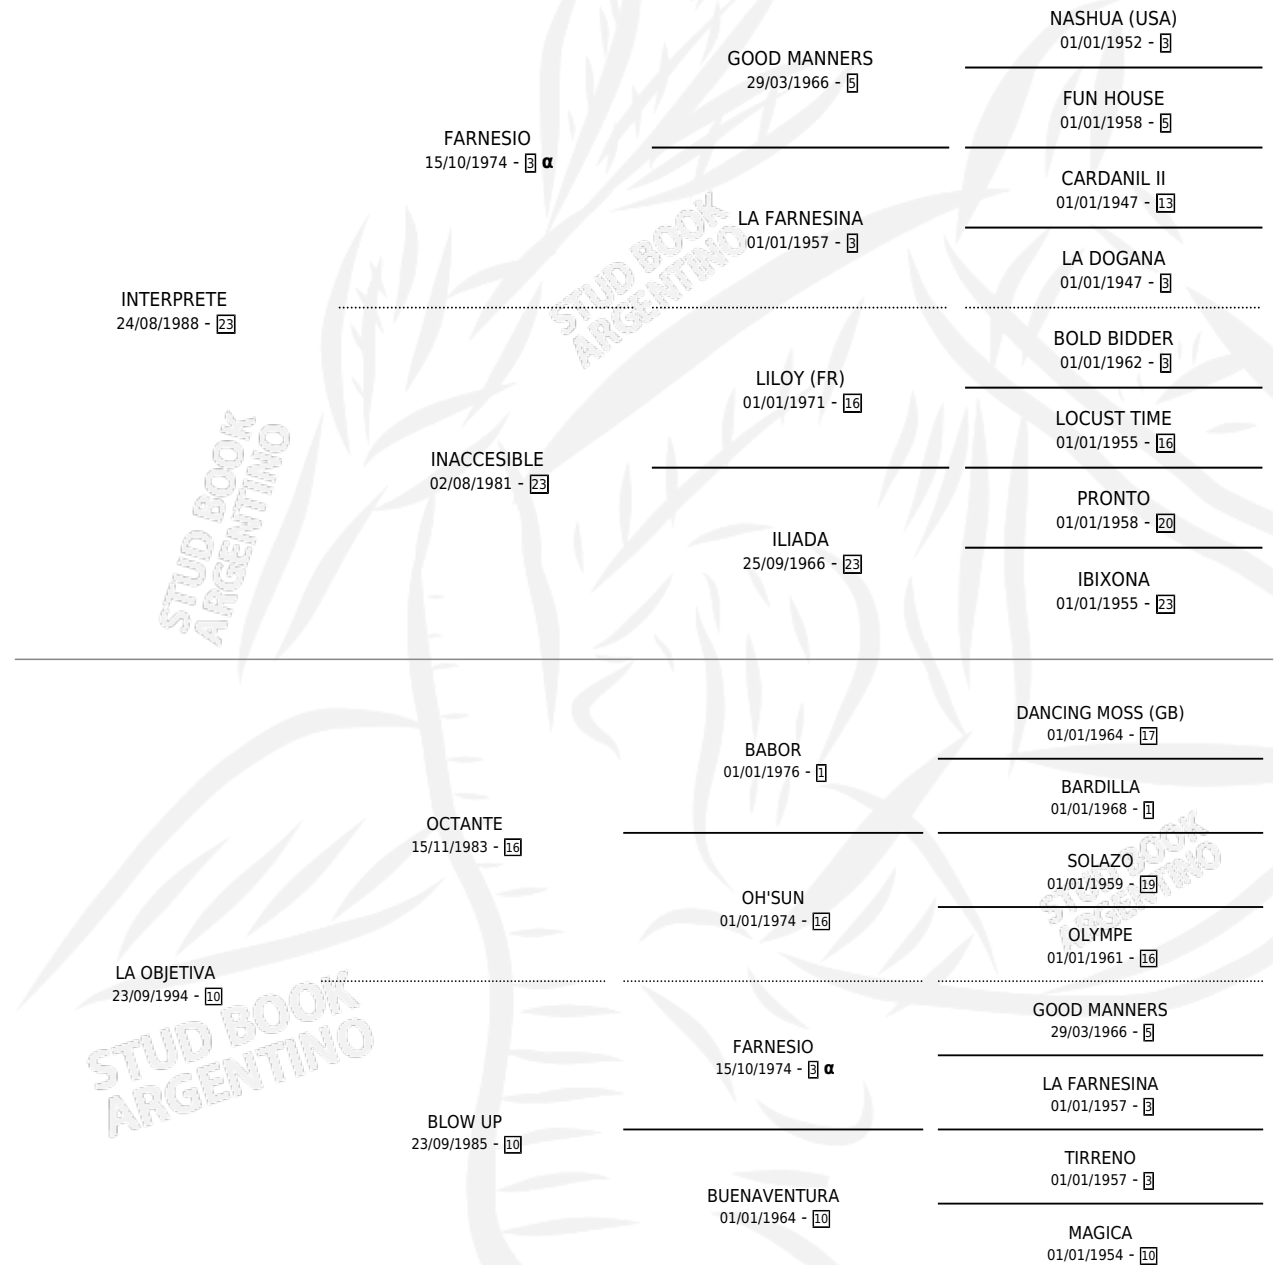 NASHUA (USA)
01/01/1952 - 3
GOOD MANNERS
29/03/1966 - 5
FUN HOUSE
01/01/1958 - 5
FARNESIO
15/10/1974 - 3 α
CARDANIL II
01/01/1947 - 13
LA FARNESINA
01/01/1957 - 3
LA DOGANA
01/01/1947 - 3
STUD BOOK
ARGENTINO
INTERPRETE
24/08/1988 - 23
BOLD BIDDER
01/01/1962 - 3
LILOY (FR)
01/01/1971 - 16
LOCUST TIME
01/01/1955 - 16
INACCESIBLE
02/08/1981 - 23
PRONTO
01/01/1958 - 20
ILIADA
25/09/1966 - 23
IBIXONA
01/01/1955 - 23
STUD BOOK
ARGENTINO
DANCING MOSS (GB)
01/01/1964 - 17
BABOR
01/01/1976 - 1
BARDILLA
01/01/1968 - 1
OCTANTE
15/11/1983 - 16
SOLAZO
01/01/1959 - 19
OH'SUN
01/01/1974 - 16
OLYMPE
01/01/1961 - 16
STUD BOOK
ARGENTINO
LA OBJETIVA
23/09/1994 - 10
GOOD MANNERS
29/03/1966 - 5
FARNESIO
15/10/1974 - 3 α
LA FARNESINA
01/01/1957 - 3
STUD BOOK
ARGENTINO
BLOW UP
23/09/1985 - 10
TIRRENO
01/01/1957 - 3
BUENAVENTURA
01/01/1964 - 10
MAGICA
01/01/1954 - 10